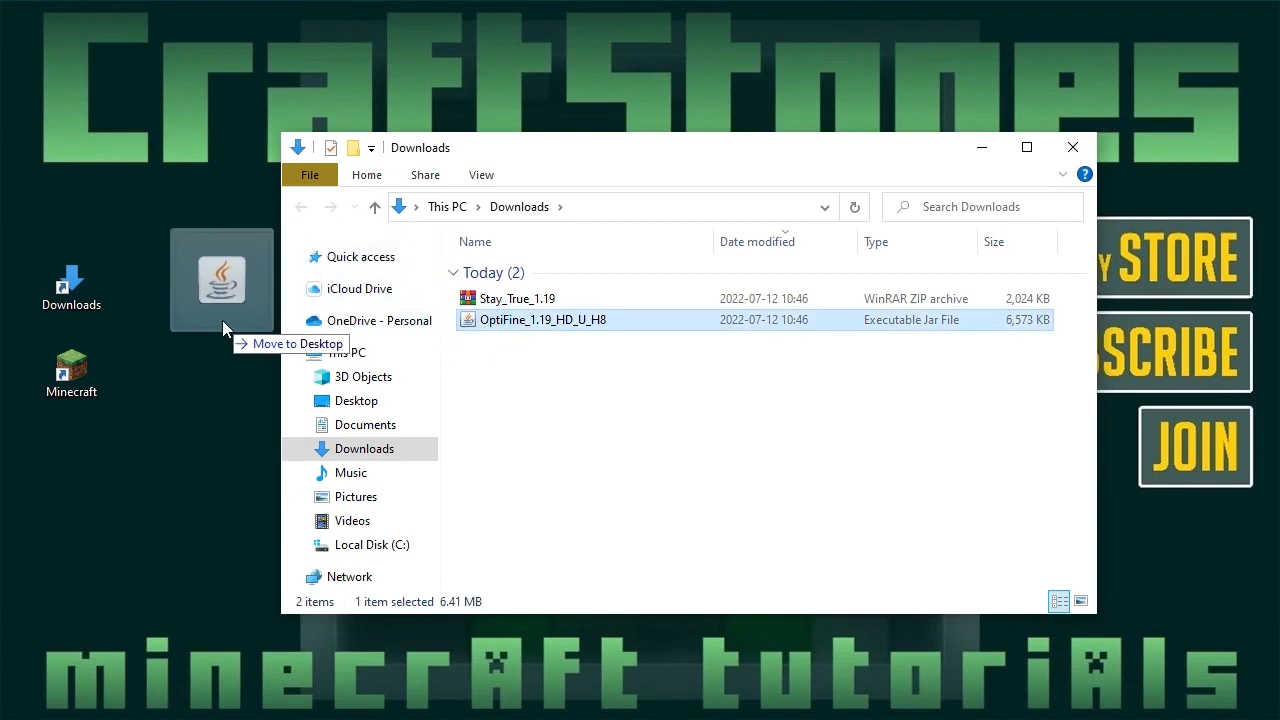 CraftStones
Downloads
File
Home
Share
View
This PC
Downloads
Search Downloads
Name
Date modified
Type
Size
Quick access
Today (2)
iCloud Drive
Stay_True_1.19
2022-07-12 10:46
WinRAR ZIP archive
2,024 KB
OneDrive - Personal
OptiFine_1.19_HD_U_H8
2022-07-12 10:46
Executable Jar File
6,573 KB
Downloads
Move to Desktop
This PC
3D Objects
Minecraft
Desktop
Documents
Downloads
Music
Pictures
Videos
Local Disk (C:)
Network
2 items
1 item selected 6.41 MB
Y STORE
SCRIBE
JOIN
minecrAft tutoriAls